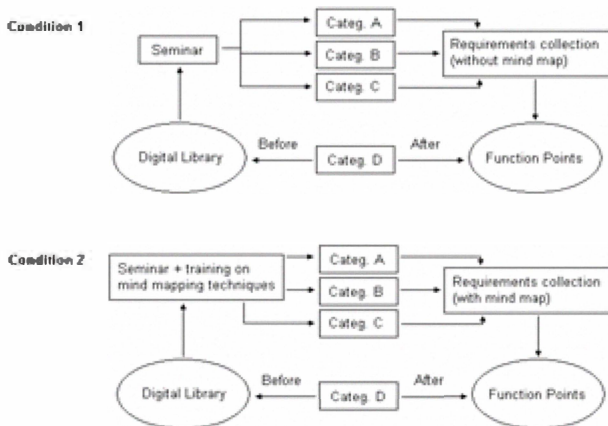 Condition 1
Categ. A
Seminar
Categ. B
Requirements collection
(without mind map)
Categ. C
Before
After
Digital Library
Categ. D
Function Points
Condition 2
Categ. A
Seminar + training on
mind mapping techniques
Categ. B
Requirements collection
(with mind map)
Categ. C
Before
After
Digital Library
Categ. D
Function Points